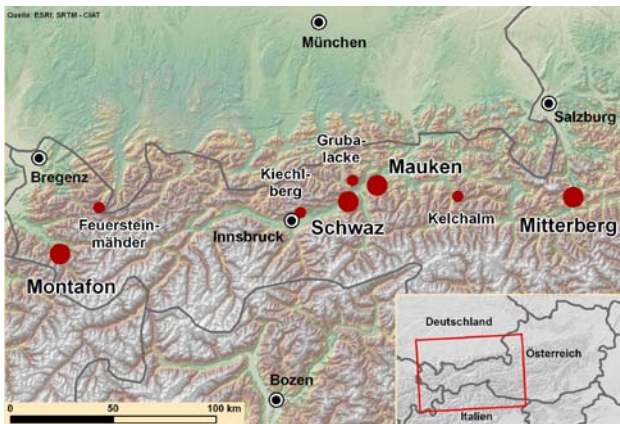 Quelle: ESRI; SRTM - CIAT
München
Salzburg
Gruba-
lacke
Mauken
Kiechl-
berg
Bregenz
Feuerstein-
mähder
Innsbruck
Schwaz
Kelchalm
Mitterberg
Montafon
Deutschland
Österreich
Italien
Bozen
0 50 100 km